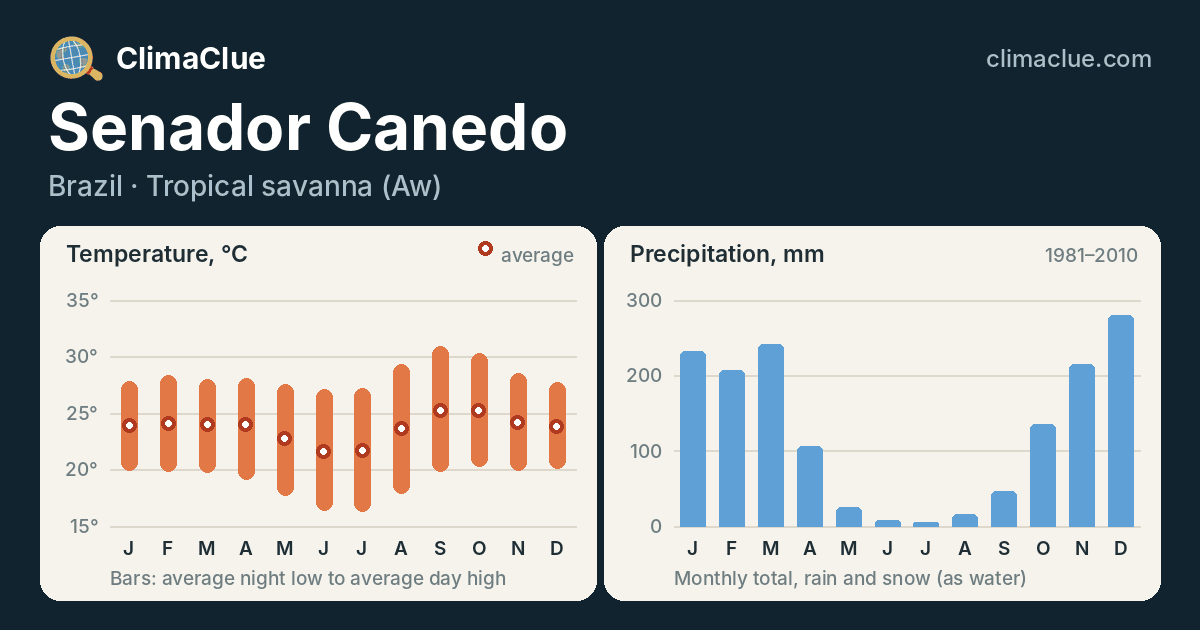 ClimaClue
climaclue.com
Senador Canedo
Brazil · Tropical savanna (Aw)
Temperature, °C
average
35°
30°
25°
20°
15°
J F M A M J J A S O N D
Bars: average night low to average day high
Precipitation, mm
1981–2010
300
200
100
0
J F M A M J J A S O N D
Monthly total, rain and snow (as water)